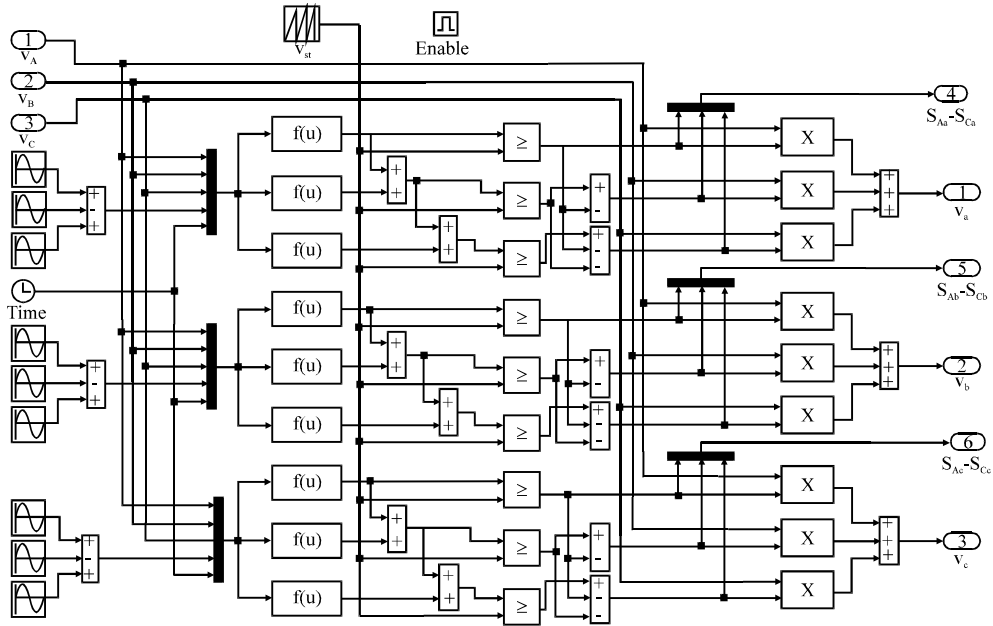 v_st
Enable
1
v_A
2
v_B
3
v_C
4
S_Aa-S_Ca
f(u)
≥
X
+
+
-
+
+
-
+
+
+
f(u)
≥
X
1
v_a
+
-
+
+
+
-
-
f(u)
≥
X
5
S_Ab-S_Cb
Time
f(u)
≥
X
+
+
-
+
+
-
+
+
+
f(u)
≥
X
2
v_b
+
-
+
+
+
-
-
f(u)
≥
X
6
S_Ac-S_Cc
f(u)
≥
X
+
+
-
+
+
-
+
+
+
f(u)
≥
X
3
v_c
+
-
+
+
+
-
-
f(u)
≥
X